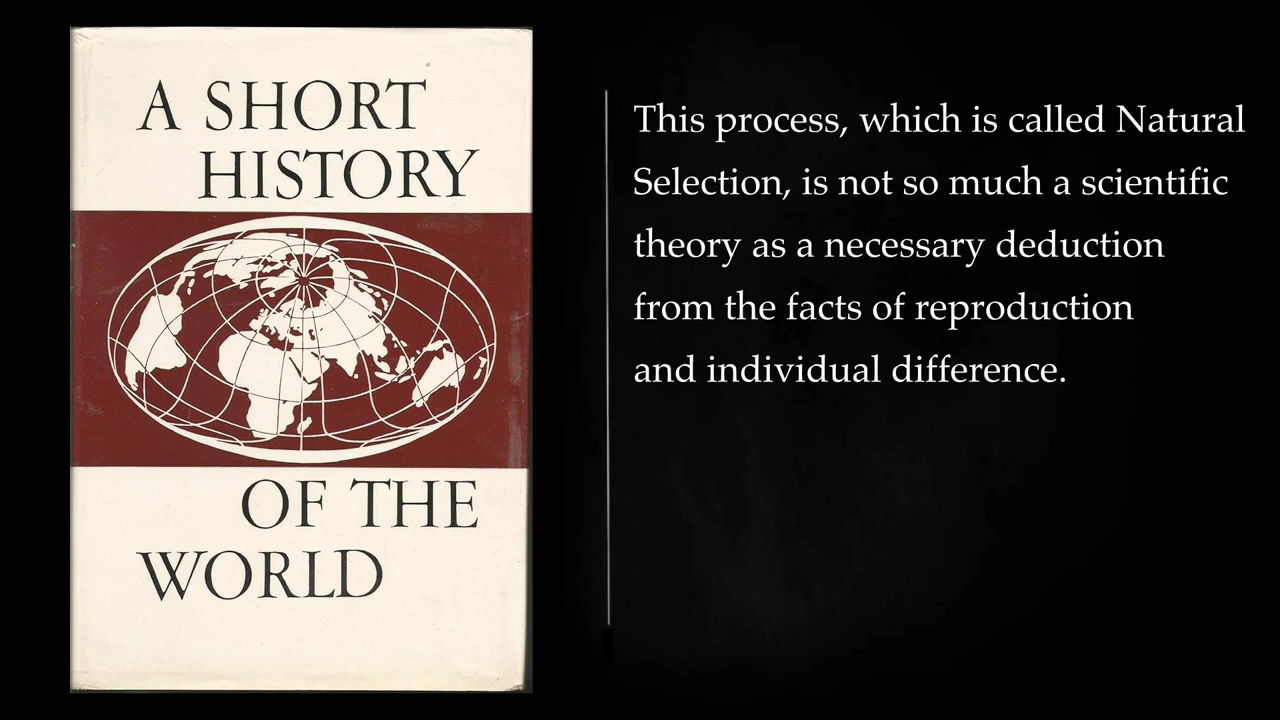 A SHORT
HISTORY
OF THE
WORLD
This process, which is called Natural
Selection, is not so much a scientific
theory as a necessary deduction
from the facts of reproduction
and individual difference.